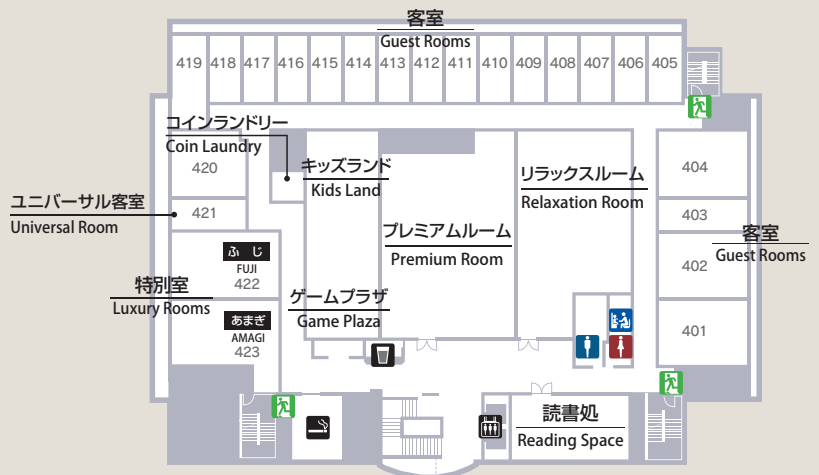 客室
Guest Rooms
419 418 417 416 415 414 413 412 411 410 409 408 407 406 405
コインランドリー
Coin Laundry
キッズランド
Kids Land
リラックスルーム
Relaxation Room
420
404
ユニバーサル客室
Universal Room
421
403
プレミアムルーム
Premium Room
客室
Guest Rooms
402
ふじ
FUJI
422
特別室
Luxury Rooms
ゲームプラザ
Game Plaza
あまぎ
AMAGI
423
401
読書処
Reading Space